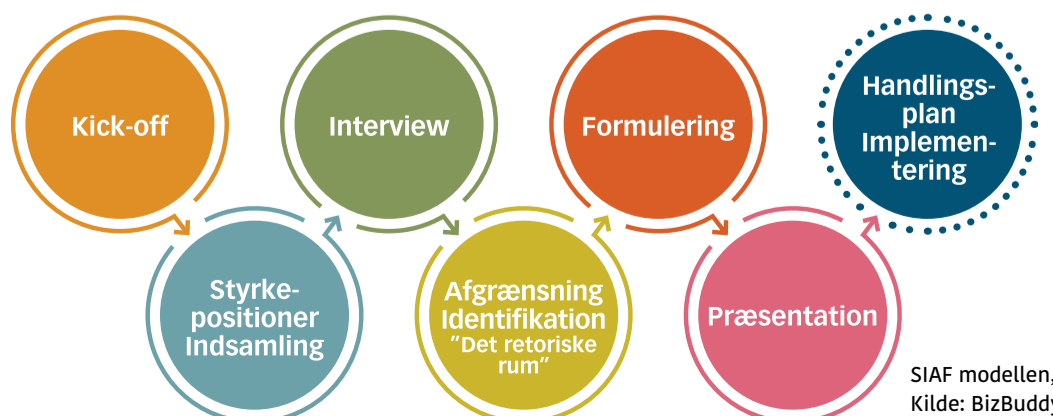 Kick-off
Styrke-
positioner
Indsamling
Interview
Afgrænsning
Identifikation
"Det retoriske
rum"
Formulering
Præsentation
Handlings-
plan
Implemen-
tering
SIAF modellen,
Kilde: BizBuddy